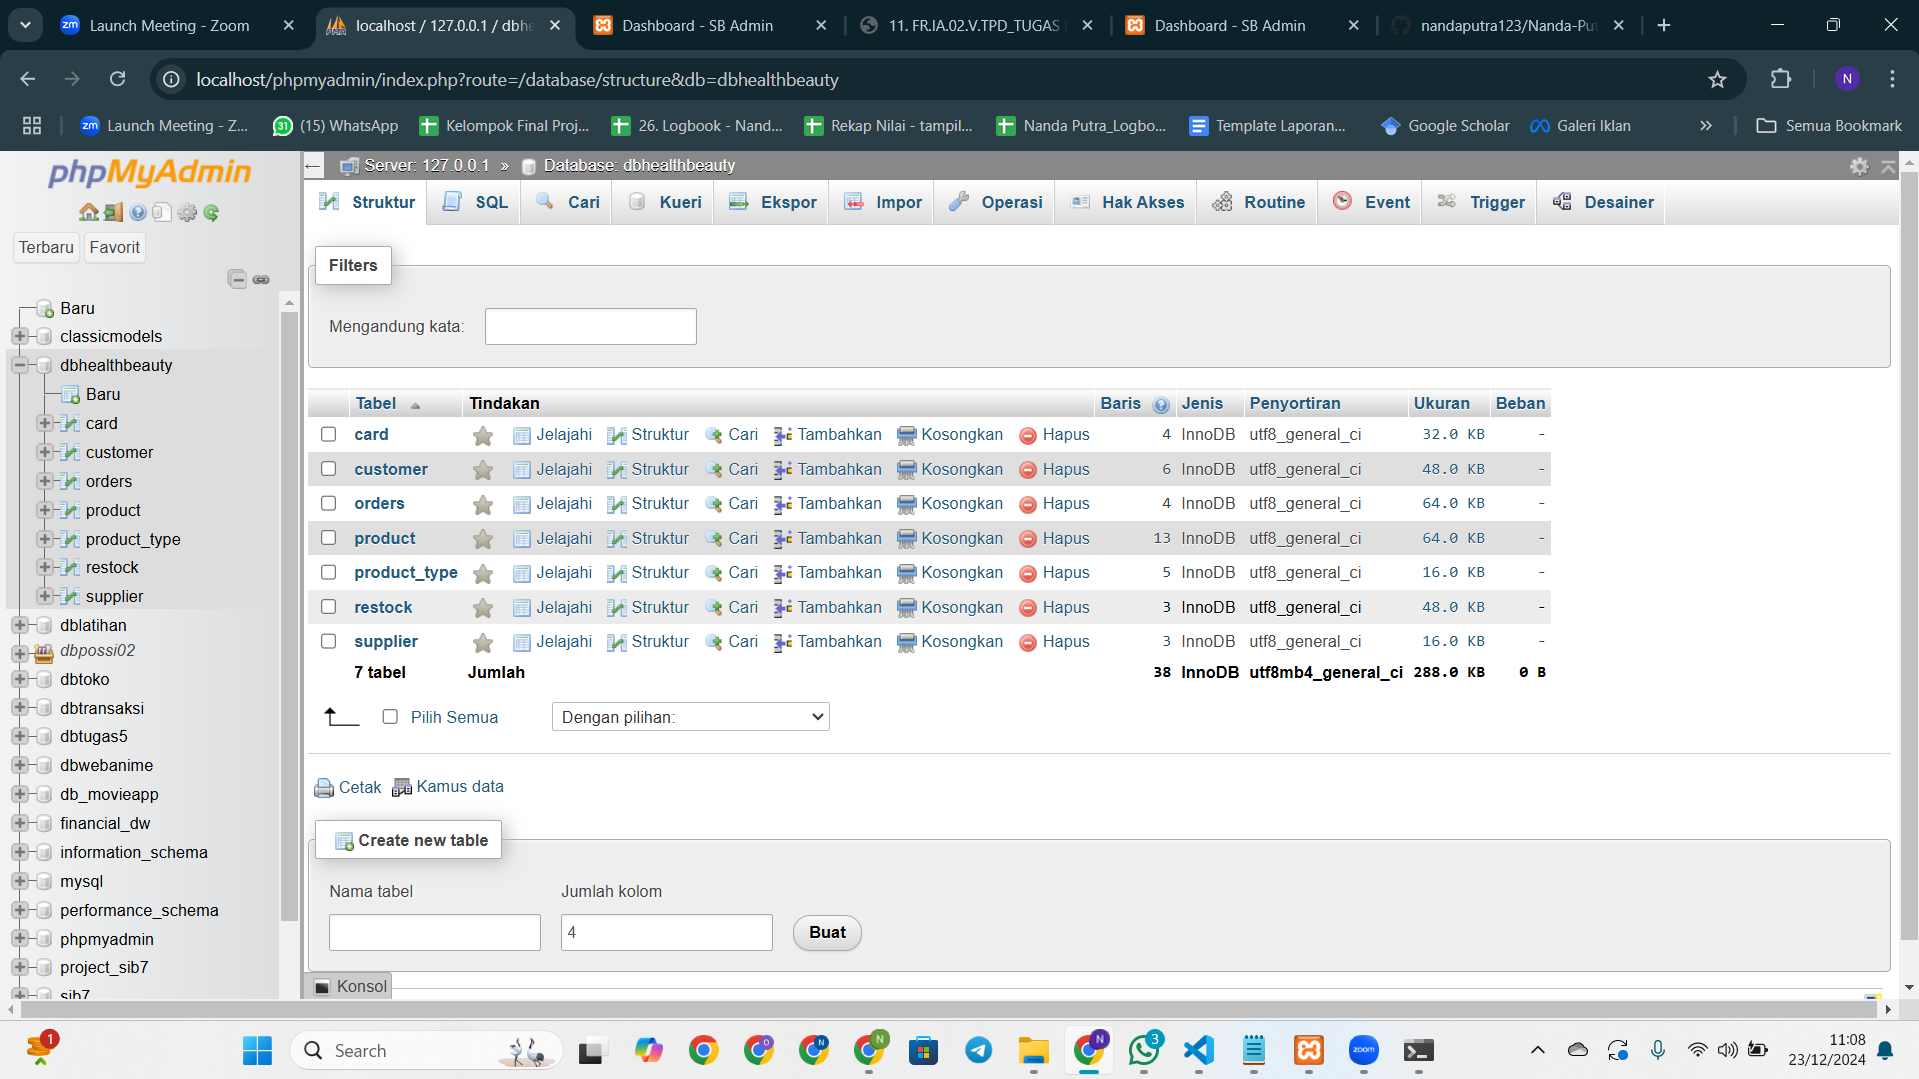 Launch Meeting - Zoom
localhost / 127.0.0.1 / dbhe
Dashboard - SB Admin
11. FR.IA.02.V.TPD_TUGAS
Dashboard - SB Admin
nandaputra123/Nanda-Pu
localhost/phpmyadmin/index.php?route=/database/structure&db=dbhealthbeauty
N
zm Launch Meeting - Z...
31 (15) WhatsApp
Kelompok Final Proj...
26. Logbook - Nand...
Rekap Nilai - tampil...
Nanda Putra_Logbo...
Template Laporan...
Google Scholar
Galeri Iklan
»
Semua Bookmark
phpMyAdmin
Terbaru Favorit
Baru
classicmodels
dbhealthbeauty
Baru
card
customer
orders
product
product_type
restock
supplier
dblatihan
dbpossi02
dbtoko
dbtransaksi
dbtugas5
dbwebanime
db_movieapp
financial_dw
information_schema
mysql
performance_schema
phpmyadmin
project_sib7
sib7
Server: 127.0.0.1 » Database: dbhealthbeauty
Struktur SQL Cari Kueri Ekspor Impor Operasi Hak Akses Routine Event Trigger Desainer
Filters
Mengandung kata:
Tabel Tindakan Baris Jenis Penyortiran Ukuran Beban
card Jelajahi Struktur Cari Tambahkan Kosongkan Hapus 4 InnoDB utf8_general_ci 32.0 KB -
customer Jelajahi Struktur Cari Tambahkan Kosongkan Hapus 6 InnoDB utf8_general_ci 48.0 KB -
orders Jelajahi Struktur Cari Tambahkan Kosongkan Hapus 4 InnoDB utf8_general_ci 64.0 KB -
product Jelajahi Struktur Cari Tambahkan Kosongkan Hapus 13 InnoDB utf8_general_ci 64.0 KB -
product_type Jelajahi Struktur Cari Tambahkan Kosongkan Hapus 5 InnoDB utf8_general_ci 16.0 KB -
restock Jelajahi Struktur Cari Tambahkan Kosongkan Hapus 3 InnoDB utf8_general_ci 48.0 KB -
supplier Jelajahi Struktur Cari Tambahkan Kosongkan Hapus 3 InnoDB utf8_general_ci 16.0 KB -
7 tabel Jumlah 38 InnoDB utf8mb4_general_ci 288.0 KB 0 B
Pilih Semua Dengan pilihan:
Cetak Kamus data
Create new table
Nama tabel Jumlah kolom
4 Buat
Konsol
1
Search
N
3
zoom
11:08
23/12/2024